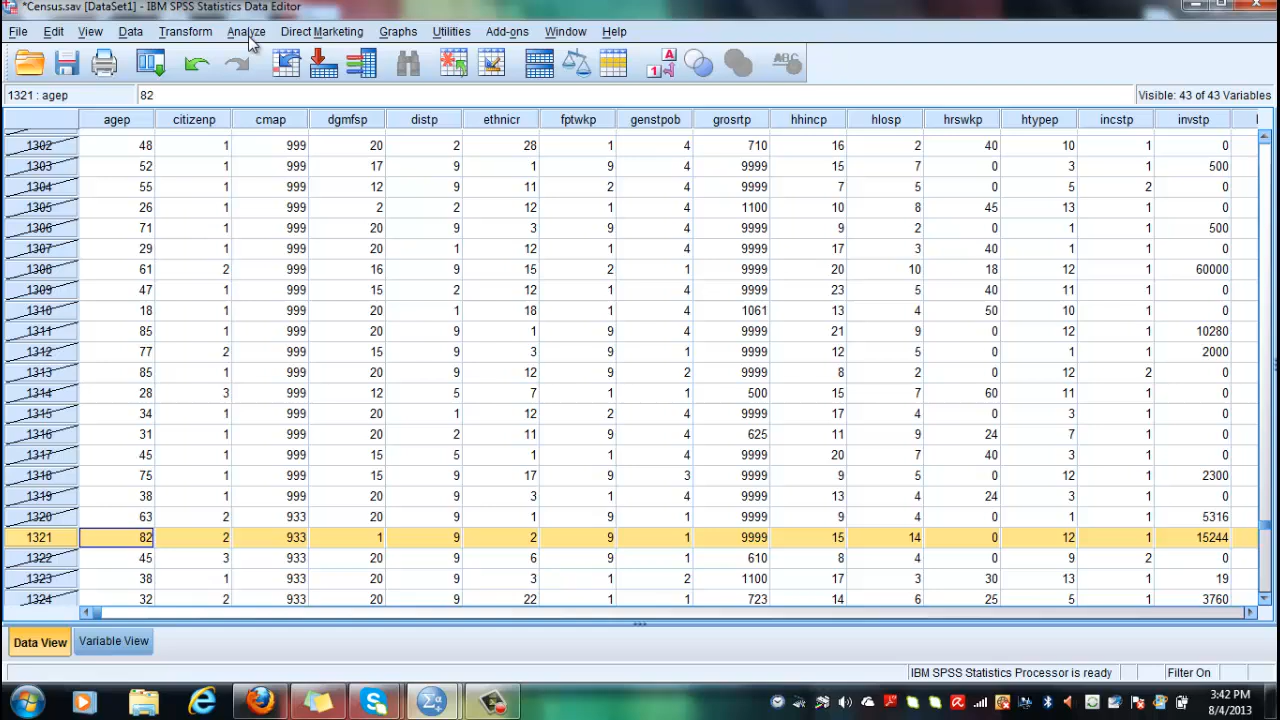 *Census.sav [DataSet1] - IBM SPSS Statistics Data Editor
File Edit View Data Transform Analyze Direct Marketing Graphs Utilities Add-ons Window Help
1321 : agep 82 Visible: 43 of 43 Variables
agep citizenp cmap dgmfsp distp ethnicr fptwkp genstpob grosrtp hhincp hlosp hrswkp htypep incstp invstp
1302 48 1 999 20 2 28 1 4 710 16 2 40 10 1 0
1303 52 1 999 17 9 1 9 4 9999 15 7 0 3 1 500
1304 55 1 999 12 9 11 2 4 9999 7 5 0 5 2 0
1305 26 1 999 2 2 12 1 4 1100 10 8 45 13 1 0
1306 71 1 999 20 9 3 9 4 9999 9 2 0 1 1 500
1307 29 1 999 20 1 12 1 4 9999 17 3 40 1 1 0
1308 61 2 999 16 9 15 2 1 9999 20 10 18 12 1 60000
1309 47 1 999 15 2 12 1 4 9999 23 5 40 11 1 0
1310 18 1 999 20 1 18 1 4 1061 13 4 50 10 1 0
1311 85 1 999 20 9 1 9 4 9999 21 9 0 12 1 10280
1312 77 2 999 15 9 3 9 1 9999 12 5 0 1 1 2000
1313 85 1 999 20 9 12 9 2 9999 8 2 0 12 2 0
1314 28 3 999 12 5 7 1 1 500 15 7 60 11 1 0
1315 34 1 999 20 1 12 2 4 9999 17 4 0 3 1 0
1316 31 1 999 20 2 11 9 4 625 11 9 24 7 1 0
1317 45 1 999 15 5 1 1 4 9999 20 7 40 3 1 0
1318 75 1 999 15 9 17 9 3 9999 9 5 0 12 1 2300
1319 38 1 999 20 9 3 1 4 9999 13 4 24 3 1 0
1320 63 2 933 20 9 1 9 1 9999 9 4 0 1 1 5316
1321 82 2 933 1 9 2 9 1 9999 15 14 0 12 1 15244
1322 45 3 933 20 9 6 9 1 610 8 4 0 9 2 0
1323 38 1 933 20 9 3 1 2 1100 17 3 30 13 1 19
1324 32 2 933 20 9 22 1 1 723 14 6 25 5 1 3760
Data View Variable View
IBM SPSS Statistics Processor is ready Filter On
3:42 PM
8/4/2013